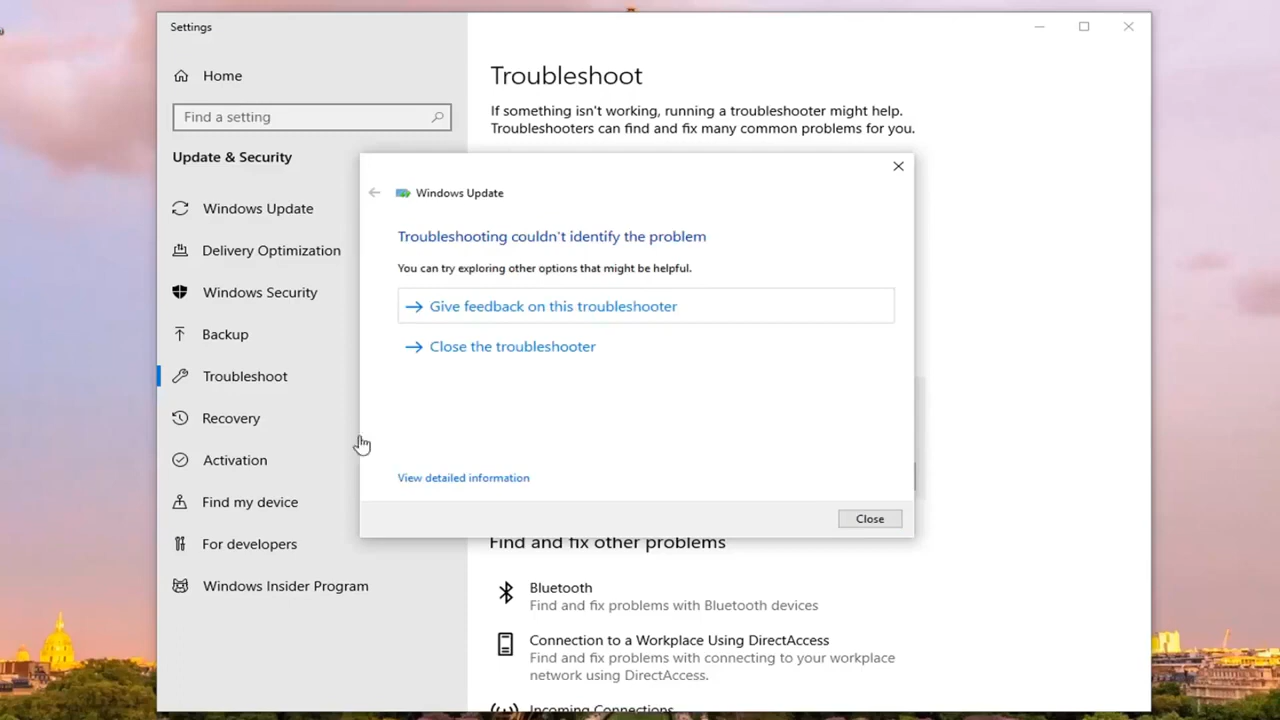 Settings
Home
Find a setting
Update & Security
Windows Update
Delivery Optimization
Windows Security
Backup
Troubleshoot
Recovery
Activation
Find my device
For developers
Windows Insider Program
Troubleshoot
If something isn't working, running a troubleshooter might help.
Troubleshooters can find and fix many common problems for you.
Windows Update
Troubleshooting couldn't identify the problem
You can try exploring other options that might be helpful.
Give feedback on this troubleshooter
Close the troubleshooter
View detailed information
Close
Find and fix other problems
Bluetooth
Find and fix problems with Bluetooth devices
Connection to a Workplace Using DirectAccess
Find and fix problems with connecting to your workplace
network using DirectAccess.
Incoming Connections